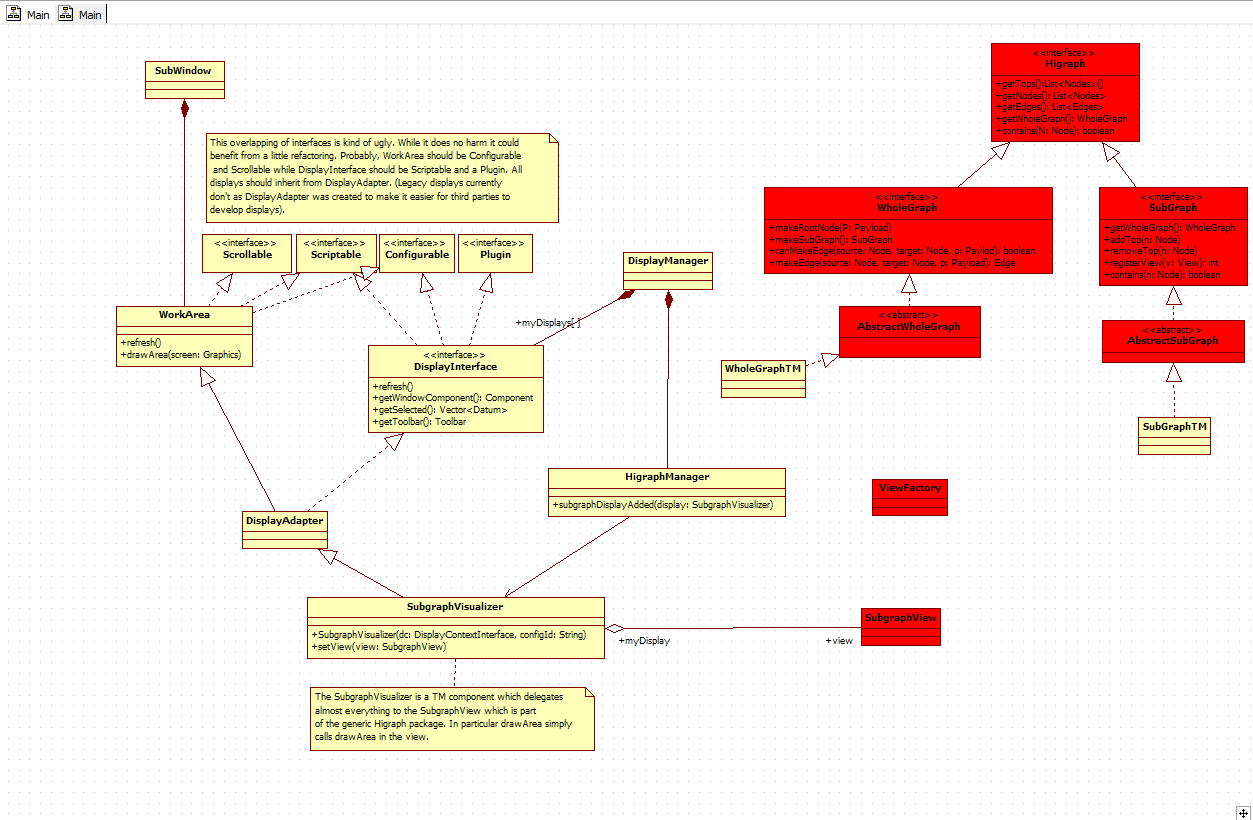 Main Main
SubWindow
This overlapping of interfaces is kind of ugly. While it does no harm it could
benefit from a little refactoring. Probably, WorkArea should be Configurable
and Scrollable while DisplayInterface should be Scriptable and a Plugin. All
displays should inherit from DisplayAdapter. (Legacy displays currently
don't as DisplayAdapter was created to make it easier for third parties to
develop displays).
<<interface>>
Scrollable
<<interface>>
Scriptable
<<interface>>
Configurable
<<interface>>
Plugin
DisplayManager
WorkArea
+refresh()
+drawArea(screen: Graphics)
+myDisplays[ ]
<<interface>>
DisplayInterface
+refresh()
+getWindowComponent(): Component
+getSelected(): Vector<Datum>
+getToolbar(): Toolbar
<<interface>>
Higraph
+getTops():List<Nodes>()
+getNodes(): List<Nodes>
+getEdges(): List<Edges>
+getWholeGraph(): WholeGraph
+contains(N: Node): boolean
<<interface>>
WholeGraph
+makeRootNode(P: Payload)
+makeSubGraph(): SubGraph
+canMakeEdge(source: Node, target: Node, p: Paylod): boolean
+makeEdge(source: Node, target: Node, p: Payload): Edge
<<interface>>
SubGraph
+getWholeGraph(): WholeGraph
+addTop(n: Node)
+removeTop(n: Node)
+registerView(v: View): int
+contains(n: Node): boolean
<<abstract>>
AbstractWholeGraph
<<abstract>>
AbstractSubGraph
WholeGraphTM
SubGraphTM
HigraphManager
+subgraphDisplayAdded(display: SubgraphVisualizer)
ViewFactory
DisplayAdapter
SubgraphVisualizer
+SubgraphVisualizer(dc: DisplayContextInterface, configId: String)
+setView(view: SubgraphView)
+myDisplay
+view
SubgraphView
The SubgraphVisualizer is a TM component which delegates
almost everything to the SubgraphView which is part
of the generic Higraph package. In particular drawArea simply
calls drawArea in the view.